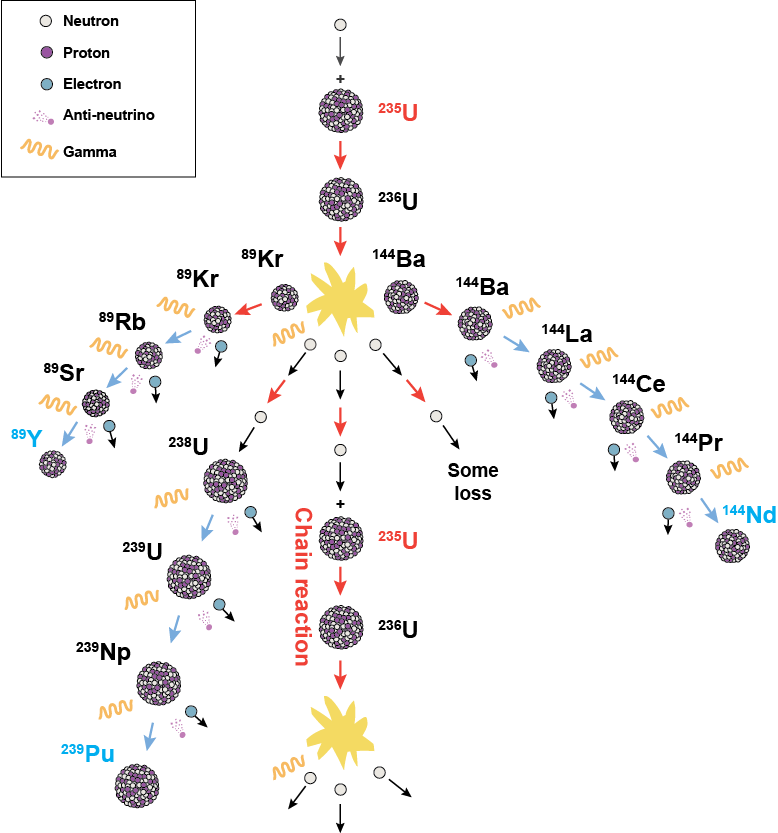 Neutron
Proton
Electron
Anti-neutrino
Gamma
+
²³⁵U
²³⁶U
⁸⁹Kr
¹⁴⁴Ba
⁸⁹Kr
¹⁴⁴Ba
⁸⁹Rb
¹⁴⁴La
⁸⁹Sr
¹⁴⁴Ce
⁸⁹Y
¹⁴⁴Pr
²³⁸U
Some
loss
+
¹⁴⁴Nd
Chain reaction
²³⁵U
²³⁹U
²³⁶U
²³⁹Np
²³⁹Pu